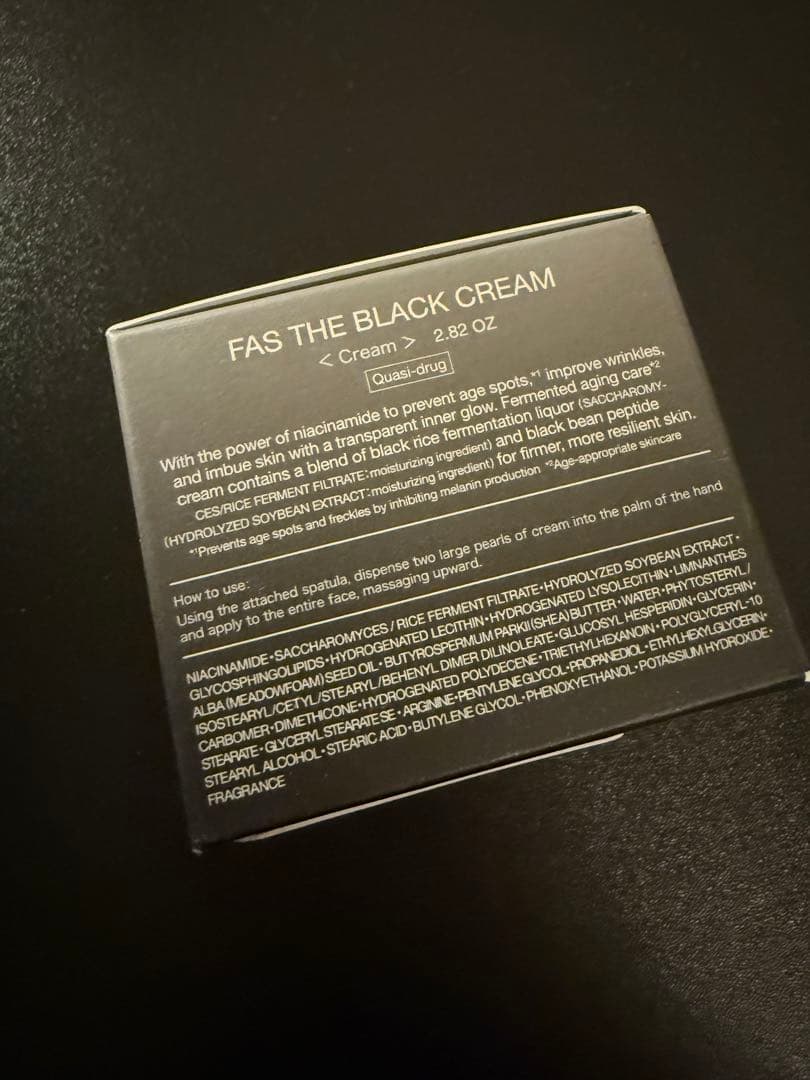 FAS THE BLACK CREAM
< Cream > 2.82 OZ
Quasi-drug
With the power of niacinamide to prevent age spots,*¹ improve wrinkles,
and imbue skin with a transparent inner glow. Fermented aging care*²
cream contains a blend of black rice fermentation liquor (SACCHAROMY-
CES/RICE FERMENT FILTRATE:moisturizing ingredient) and black bean peptide
(HYDROLYZED SOYBEAN EXTRACT:moisturizing ingredient) for firmer, more resilient skin.
*¹Prevents age spots and freckles by inhibiting melanin production *²Age-appropriate skincare
How to use:
Using the attached spatula, dispense two large pearls of cream into the palm of the hand
and apply to the entire face, massaging upward.
NIACINAMIDE・SACCHAROMYCES / RICE FERMENT FILTRATE・HYDROLYZED SOYBEAN EXTRACT・
GLYCOSPHINGOLIPIDS・HYDROGENATED LECITHIN・HYDROGENATED LYSOLECITHIN・LIMNANTHES
ALBA (MEADOWFOAM) SEED OIL・BUTYROSPERMUM PARKII (SHEA) BUTTER・WATER・PHYTOSTERYL/
ISOSTEARYL/CETYL/STEARYL/BEHENYL DIMER DILINOLEATE・GLUCOSYL HESPERIDIN・GLYCERIN・
CARBOMER・DIMETHICONE・HYDROGENATED POLYDECENE・TRIETHYLHEXANOIN・POLYGLYCERYL-10
STEARATE・GLYCERYL STEARATE SE・ARGININE・PENTYLENE GLYCOL・PROPANEDIOL・ETHYLHEXYLGLYCERIN・
STEARYL ALCOHOL・STEARIC ACID・BUTYLENE GLYCOL・PHENOXYETHANOL・POTASSIUM HYDROXIDE・
FRAGRANCE